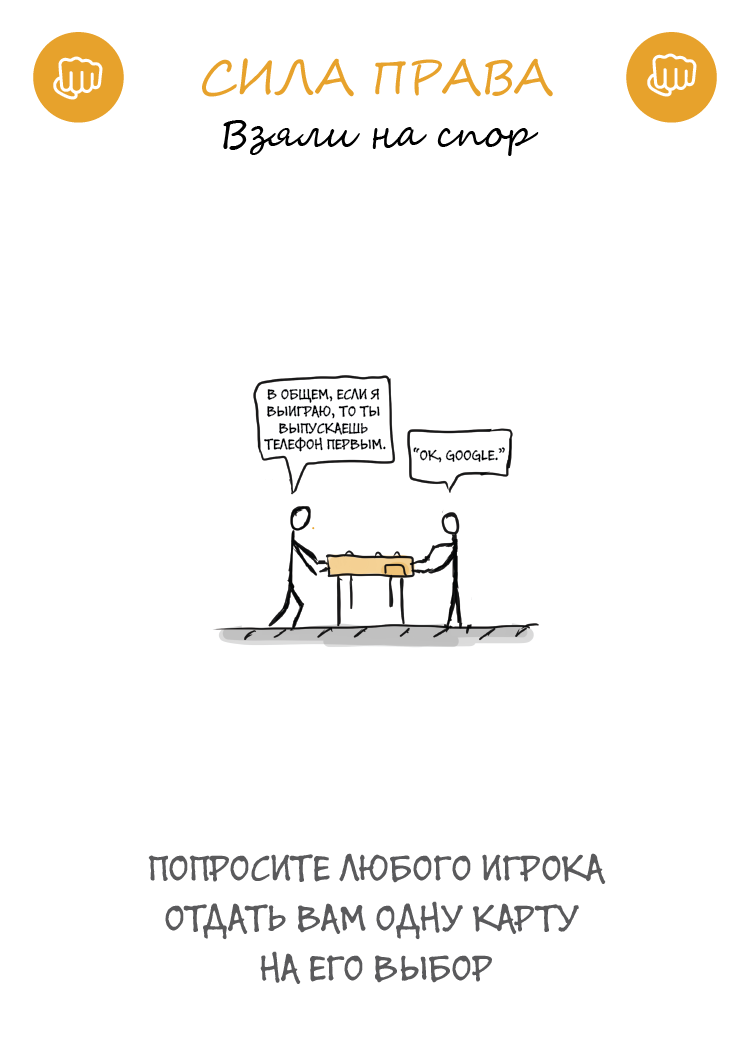 СИЛА ПРАВА
Взяли на спор
В ОБЩЕМ, ЕСЛИ Я
ВЫИГРАЮ, ТО ТЫ
ВЫПУСКАЕШЬ
ТЕЛЕФОН ПЕРВЫМ.
"OK, GOOGLE."
ПОПРОСИТЕ ЛЮБОГО ИГРОКА
ОТДАТЬ ВАМ ОДНУ КАРТУ
НА ЕГО ВЫБОР